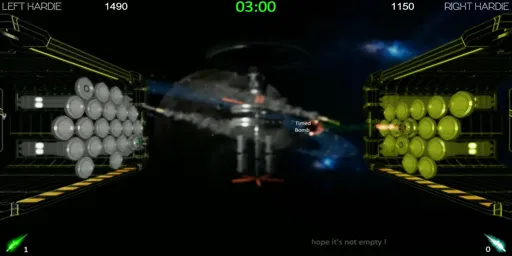 LEFT HARDIE 1490 03:00 1150 RIGHT HARDIE
Timed
Bomb
hope it's not empty !
1 0